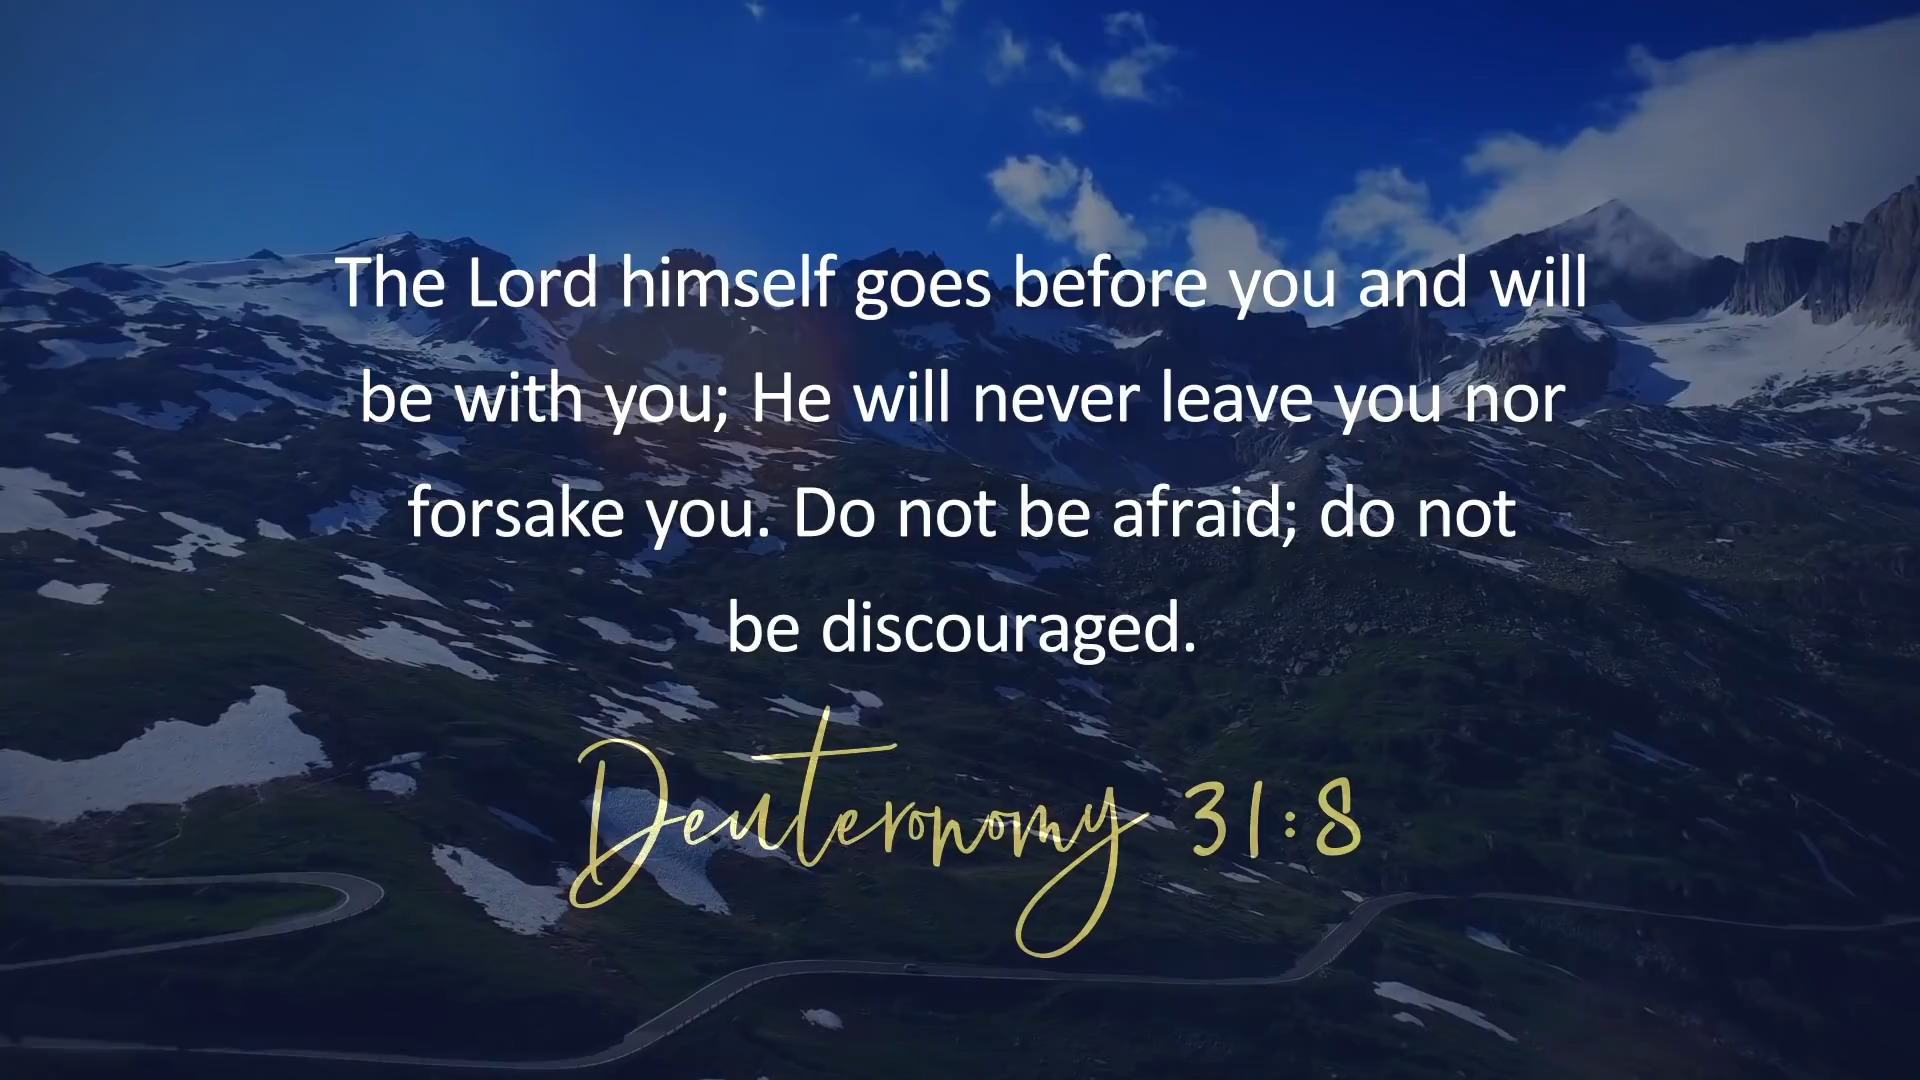 The Lord himself goes before you and will
be with you; He will never leave you nor
forsake you. Do not be afraid; do not
be discouraged.
Deuteronomy 31:8